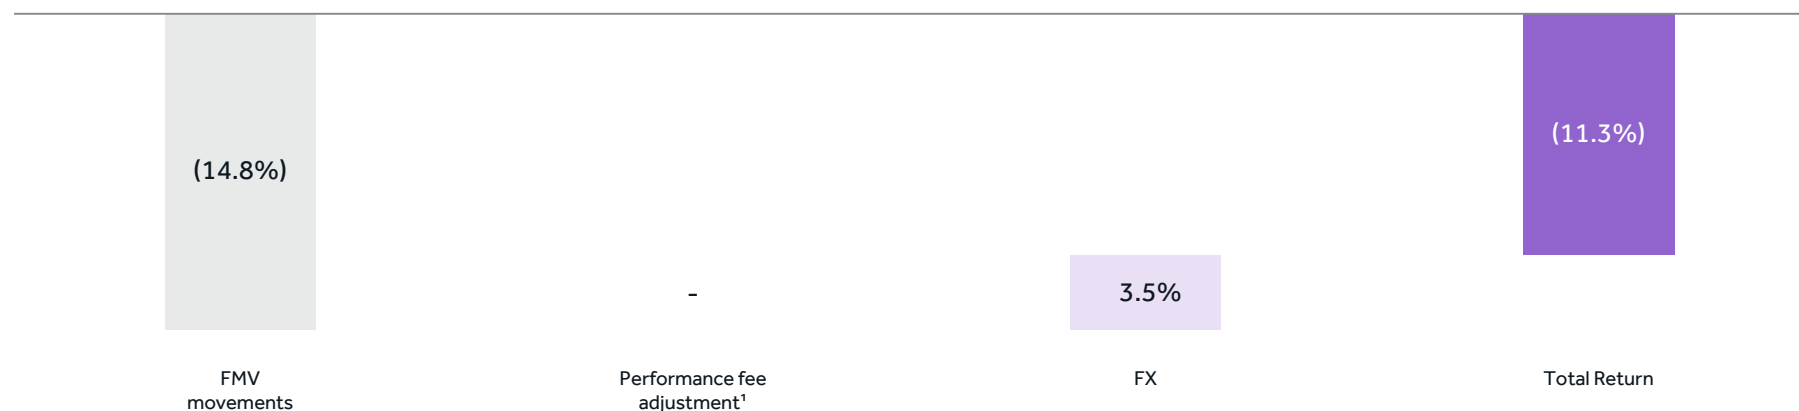 (11.3%)
(14.8%)
-
3.5%
FMV
movements
Performance fee
adjustment¹
FX
Total Return